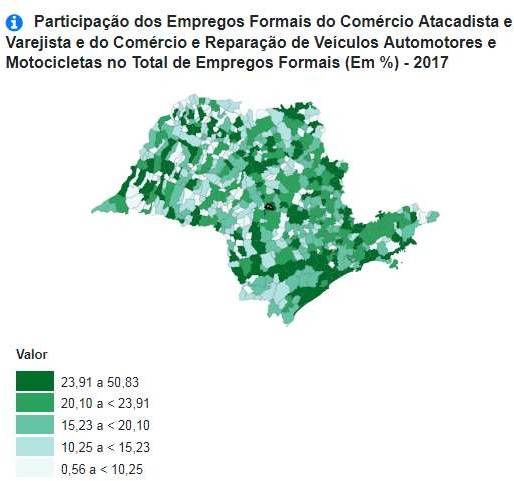 Participação dos Empregos Formais do Comércio Atacadista e
Varejista e do Comércio e Reparação de Veículos Automotores e
Motocicletas no Total de Empregos Formais (Em %) - 2017
Valor
23,91 a 50,83
20,10 a < 23,91
15,23 a < 20,10
10,25 a < 15,23
0,56 a < 10,25